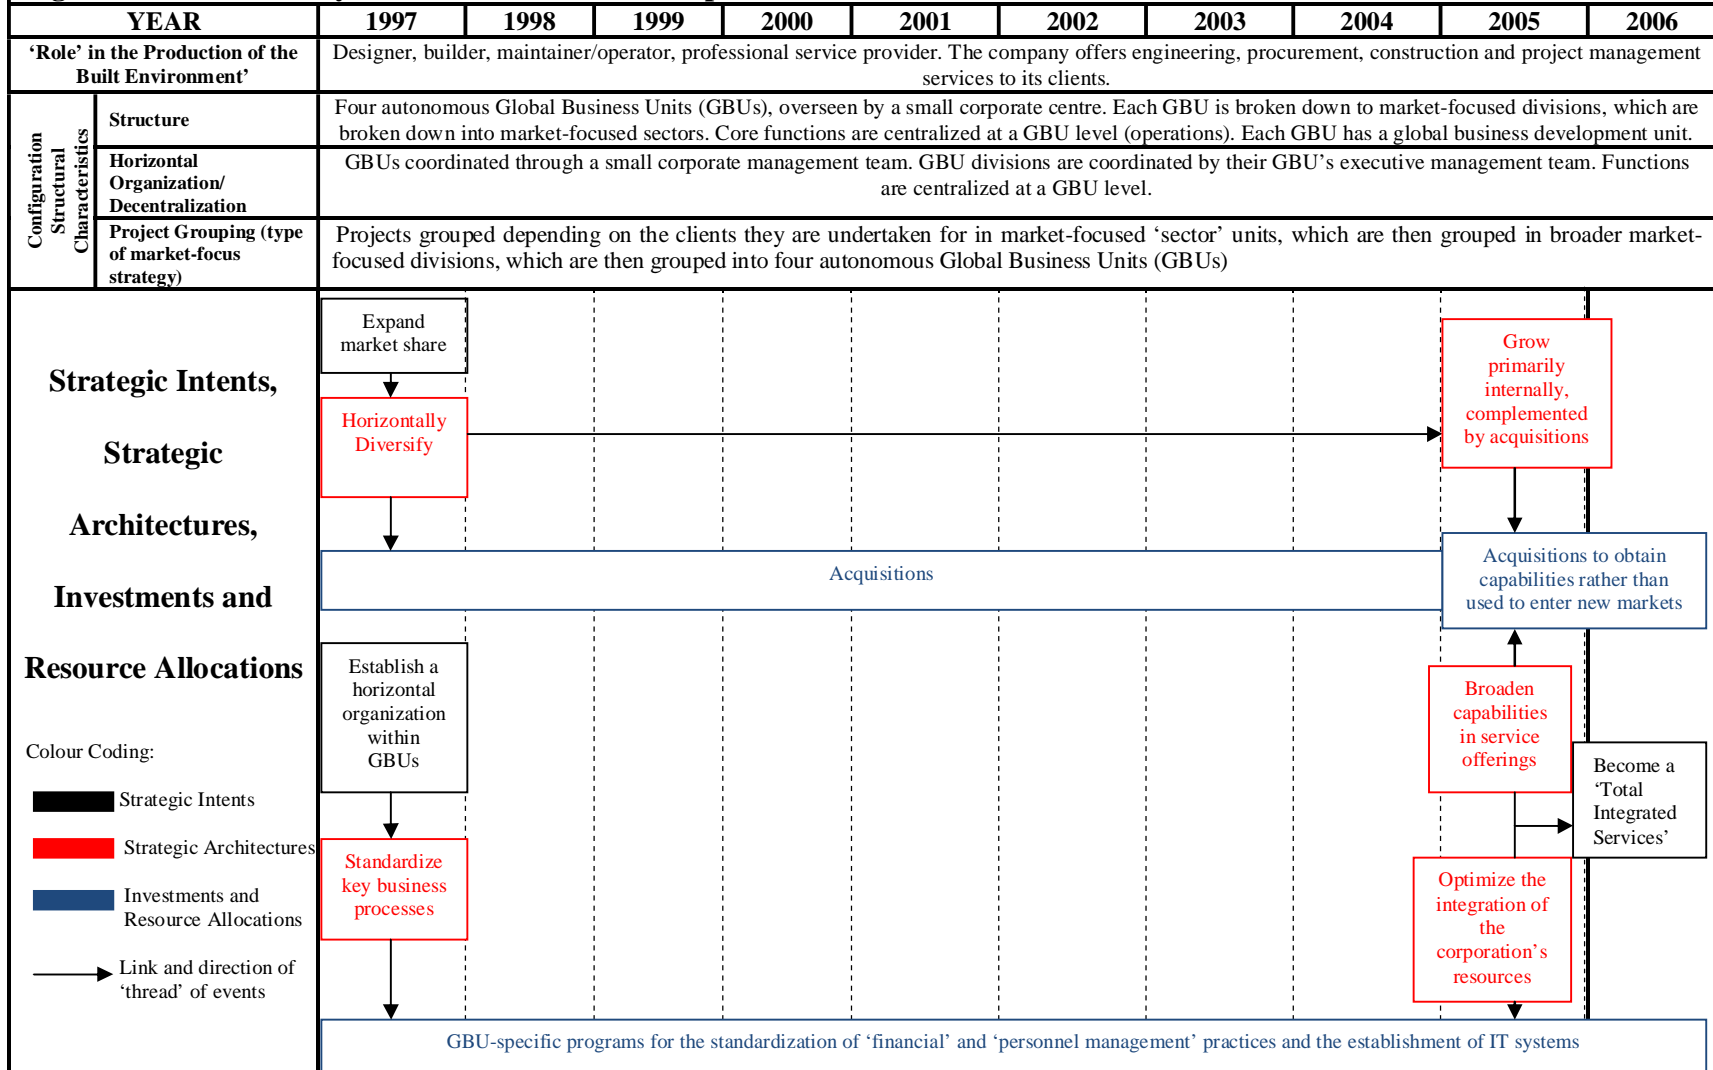 YEAR 1997 1998 1999 2000 2001 2002 2003 2004 2005 2006
‘Role’ in the Production of the
Built Environment’
Designer, builder, maintainer/operator, professional service provider. The company offers engineering, procurement, construction and project management
services to its clients.
Configuration
Structural
Characteristics
Structure
Four autonomous Global Business Units (GBUs), overseen by a small corporate centre. Each GBU is broken down to market-focused divisions, which are
broken down into market-focused sectors. Core functions are centralized at a GBU level (operations). Each GBU has a global business development unit.
Horizontal
Organization/
Decentralization
GBUs coordinated through a small corporate management team. GBU divisions are coordinated by their GBU’s executive management team. Functions
are centralized at a GBU level.
Project Grouping (type
of market-focus
strategy)
Projects grouped depending on the clients they are undertaken for in market-focused ‘sector’ units, which are then grouped in broader market-
focused divisions, which are then grouped into four autonomous Global Business Units (GBUs)
Strategic Intents,
Strategic
Architectures,
Investments and
Resource Allocations
Colour Coding:
Strategic Intents
Strategic Architectures
Investments and
Resource Allocations
Link and direction of
‘thread’ of events
Expand
market share
Horizontally
Diversify
Grow
primarily
internally,
complemented
by acquisitions
Acquisitions
Acquisitions to obtain
capabilities rather than
used to enter new markets
Establish a
horizontal
organization
within
GBUs
Broaden
capabilities
in service
offerings
Become a
‘Total
Integrated
Services’
Standardize
key business
processes
Optimize the
integration of
the
corporation’s
resources
GBU-specific programs for the standardization of ‘financial’ and ‘personnel management’ practices and the establishment of IT systems